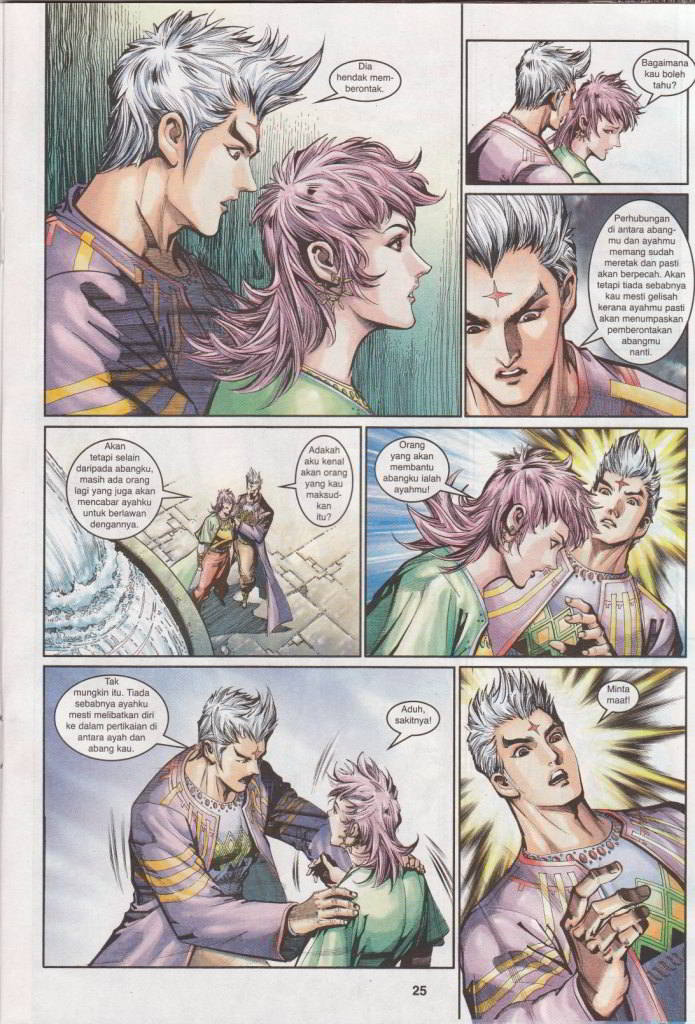 Dia
hendak mem-
berontak.
Bagaimana
kau boleh
tahu?
Perhubungan
di antara abang-
mu dan ayahmu
memang sudah
meretak dan pasti
akan berpecah. Akan
tetapi tiada sebabnya
kau mesti gelisah
kerana ayahmu pasti
akan menumpaskan
pemberontakan
abangmu
nanti.
Akan
tetapi selain
daripada abangku,
masih ada orang
lagi yang juga akan
mencabar ayahku
untuk berlawan
dengannya.
Adakah
aku kenal
akan orang
yang kau
maksud-
kan
itu?
Orang
yang akan
membantu
abangku ialah
ayahmu!
Tak
mungkin itu. Tiada
sebabnya ayahku
mesti melibatkan diri
ke dalam pertikaian di
antara ayah dan
abang kau.
Aduh,
sakitnya!
Minta
maaf!
25